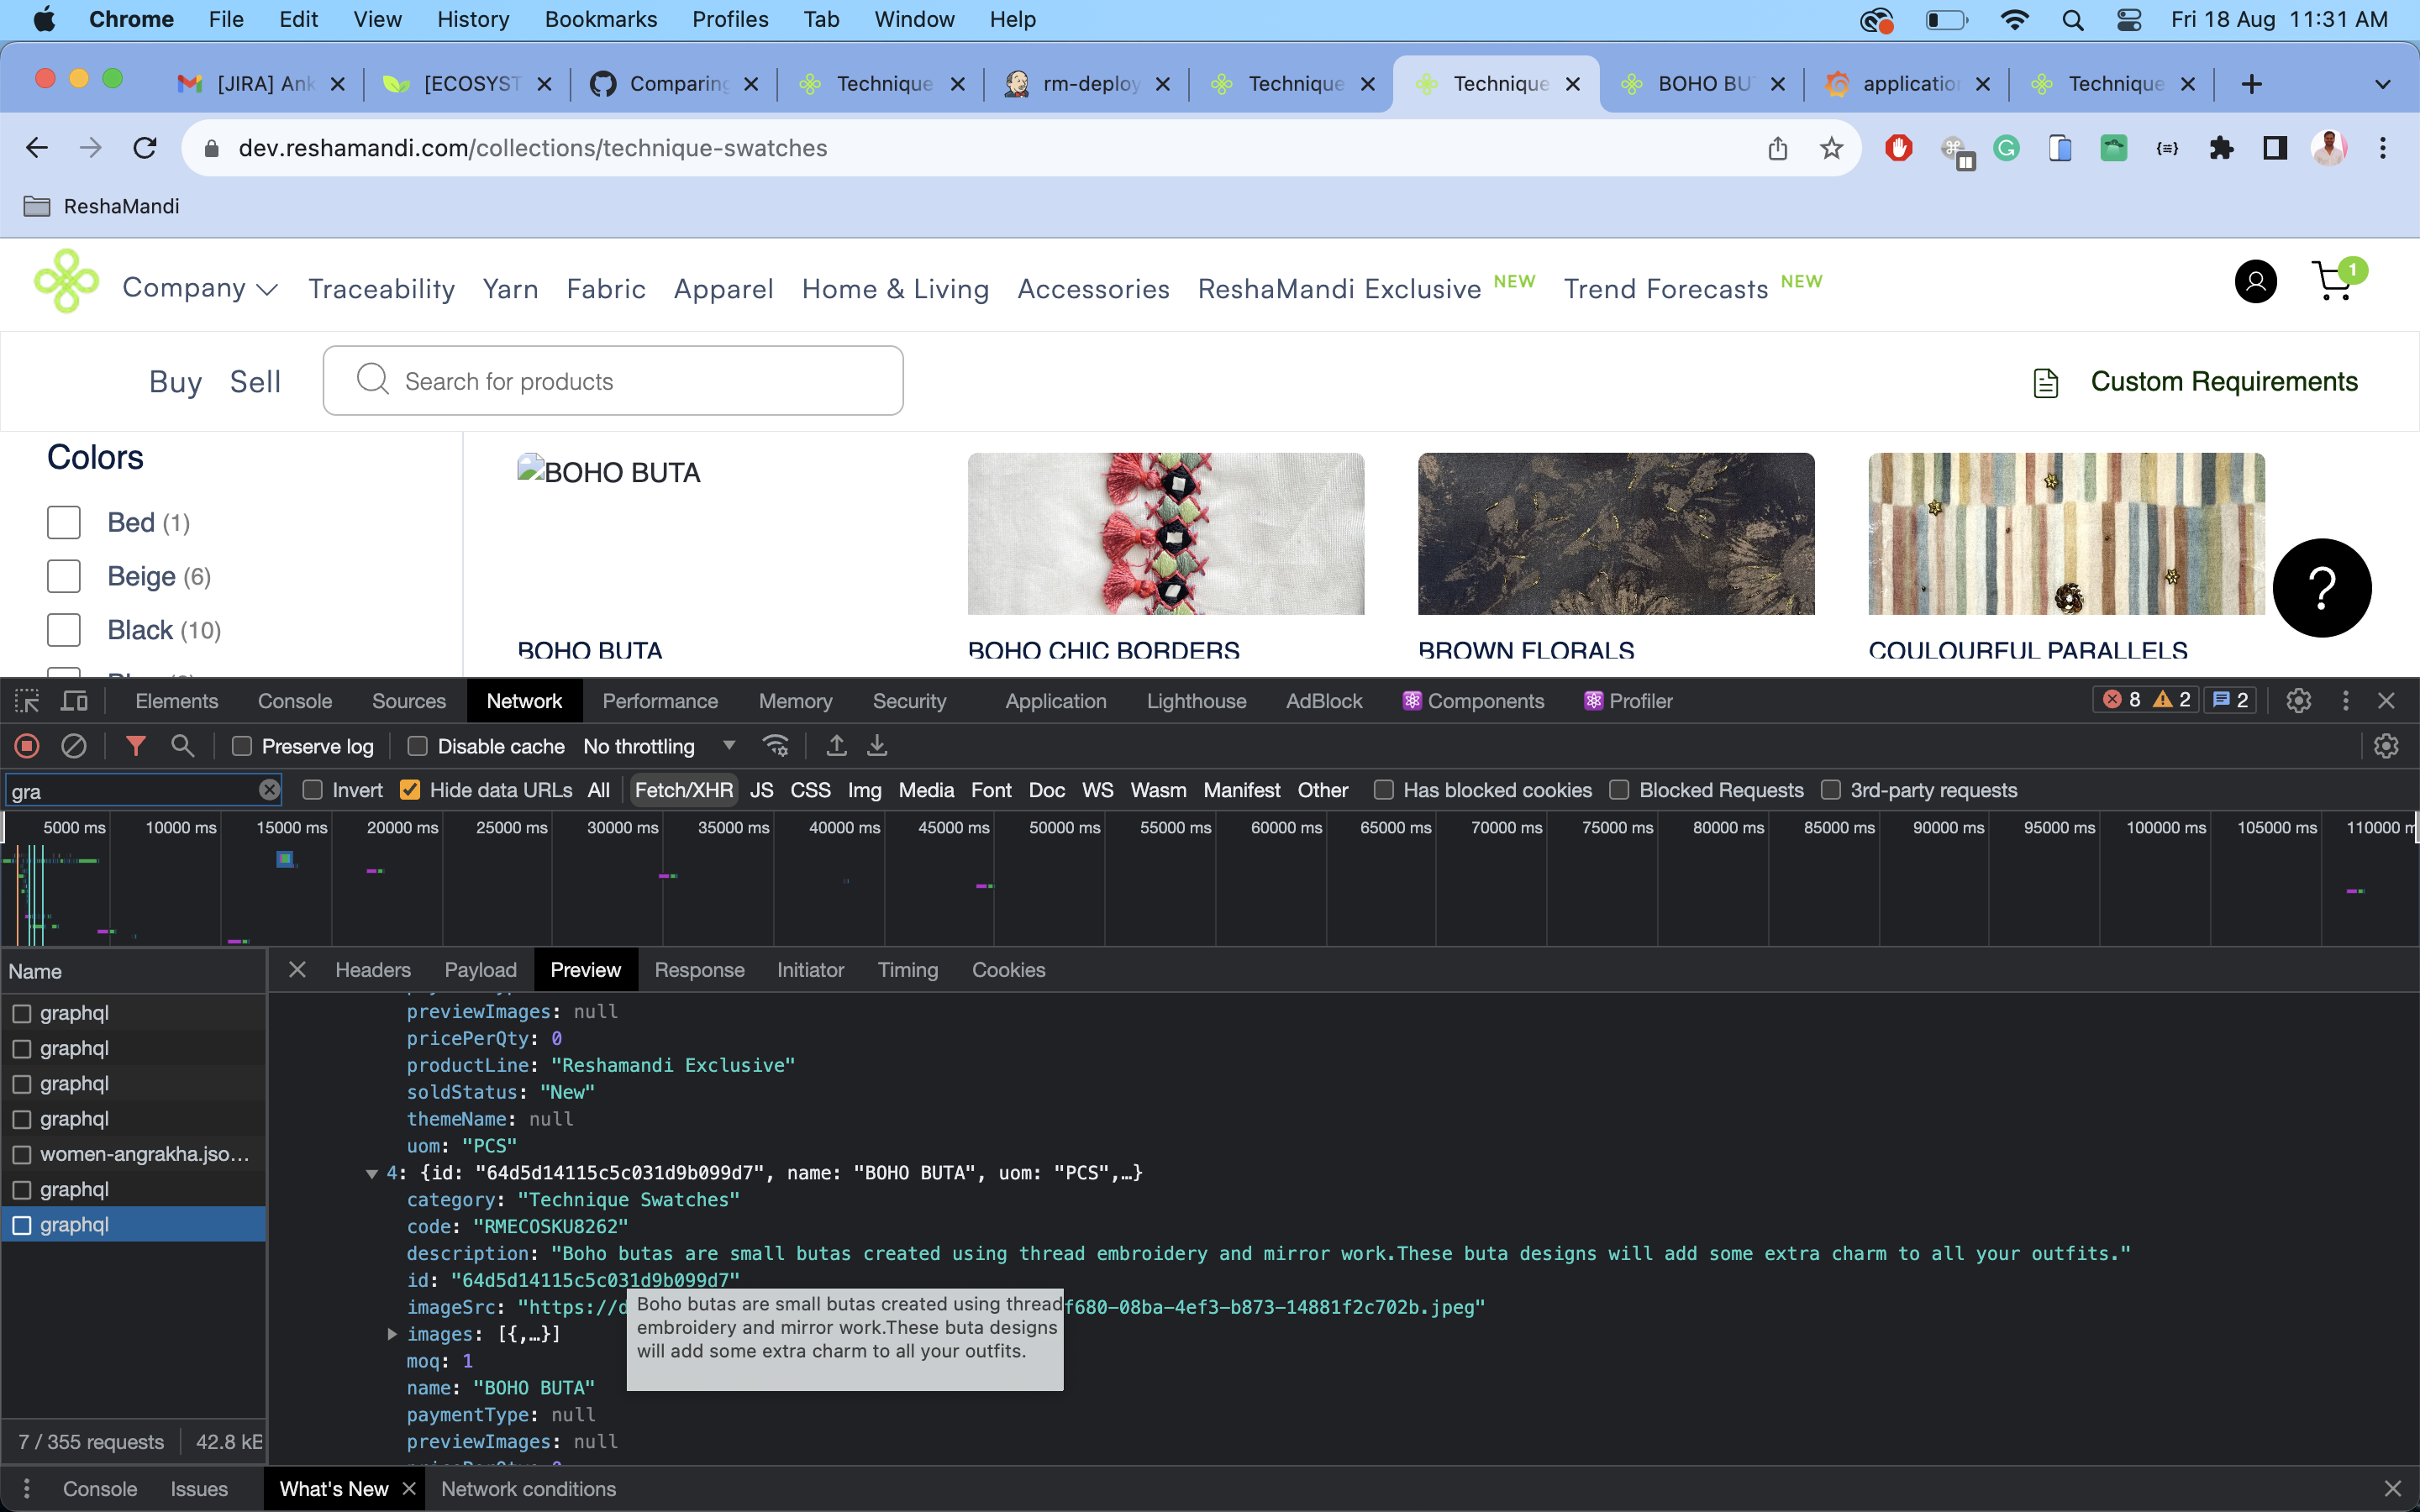 Chrome File Edit View History Bookmarks Profiles Tab Window Help Fri 18 Aug 11:31 AM
[JIRA] Ank [ECOSYST Comparing Technique rm-deploy Technique Technique BOHO BUT application Technique
dev.reshamandi.com/collections/technique-swatches
ReshaMandi
Company Traceability Yarn Fabric Apparel Home & Living Accessories ReshaMandi Exclusive NEW Trend Forecasts NEW 1
Buy Sell Search for products Custom Requirements
Colors
Bed (1)
Beige (6)
Black (10)
BOHO BUTA
BOHO BUTA BOHO CHIC BORDERS BROWN FLORALS COULOURFUL PARALLELS
?
Elements Console Sources Network Performance Memory Security Application Lighthouse AdBlock Components Profiler 8 2 2
Preserve log Disable cache No throttling
gra Invert Hide data URLs All Fetch/XHR JS CSS Img Media Font Doc WS Wasm Manifest Other Has blocked cookies Blocked Requests 3rd-party requests
5000 ms 10000 ms 15000 ms 20000 ms 25000 ms 30000 ms 35000 ms 40000 ms 45000 ms 50000 ms 55000 ms 60000 ms 65000 ms 70000 ms 75000 ms 80000 ms 85000 ms 90000 ms 95000 ms 100000 ms 105000 ms 110000 m
Name Headers Payload Preview Response Initiator Timing Cookies
graphql
graphql
graphql
graphql
women-angrakha.jso...
graphql
graphql
7 / 355 requests 42.8 kB
previewImages: null
pricePerQty: 0
productLine: "Reshamandi Exclusive"
soldStatus: "New"
themeName: null
uom: "PCS"
4: {id: "64d5d14115c5c031d9b099d7", name: "BOHO BUTA", uom: "PCS",…}
category: "Technique Swatches"
code: "RMECOSKU8262"
description: "Boho butas are small butas created using thread embroidery and mirror work.These buta designs will add some extra charm to all your outfits."
id: "64d5d14115c5c031d9b099d7"
imageSrc: "https://d f680-08ba-4ef3-b873-14881f2c702b.jpeg"
images: [{,…}]
moq: 1
name: "BOHO BUTA"
paymentType: null
previewImages: null
Boho butas are small butas created using thread
embroidery and mirror work.These buta designs
will add some extra charm to all your outfits.
Console Issues What's New Network conditions